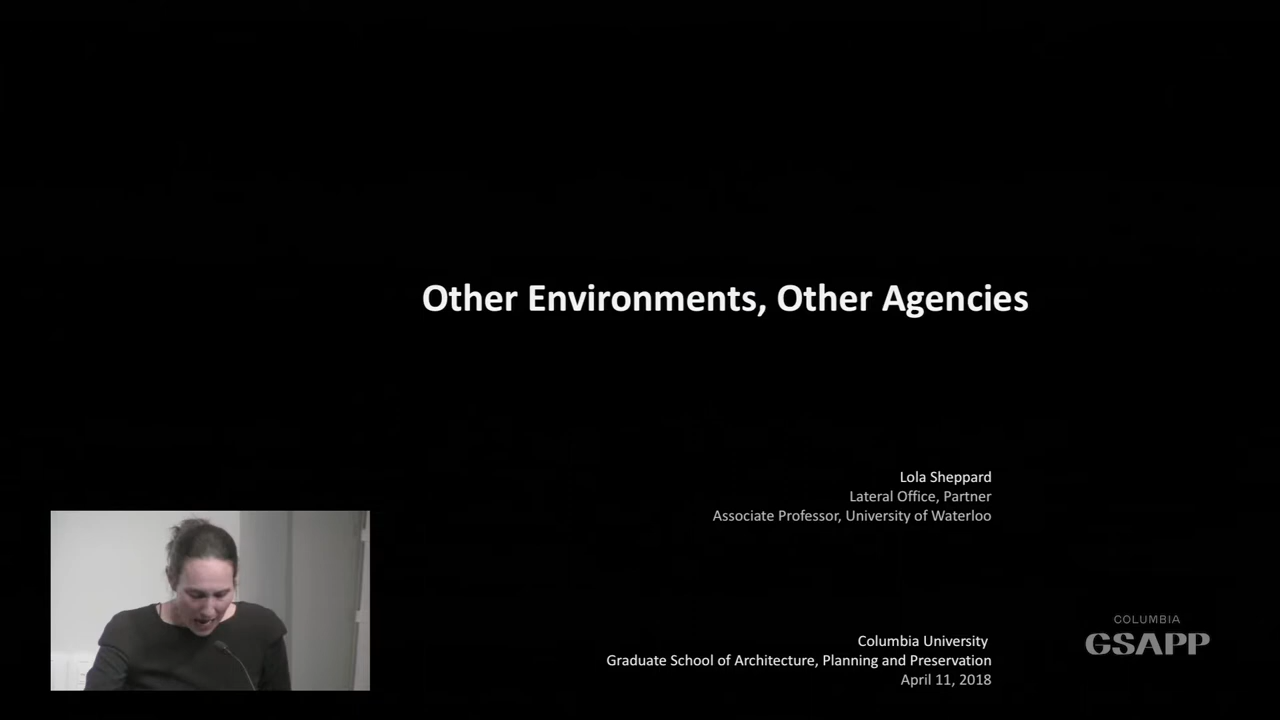 Other Environments, Other Agencies
Lola Sheppard
Lateral Office, Partner
Associate Professor, University of Waterloo
Columbia University
Graduate School of Architecture, Planning and Preservation
April 11, 2018
COLUMBIA
GSAPP